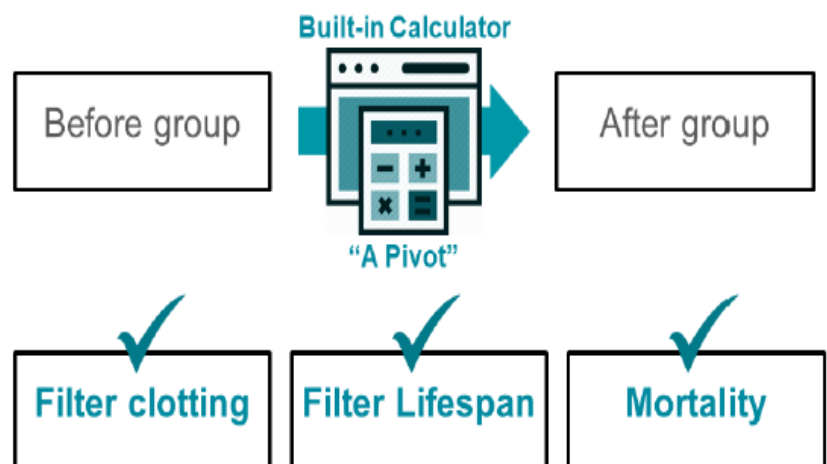 Built-in Calculator
Before group
After group
“A Pivot”
Filter clotting
Filter Lifespan
Mortality